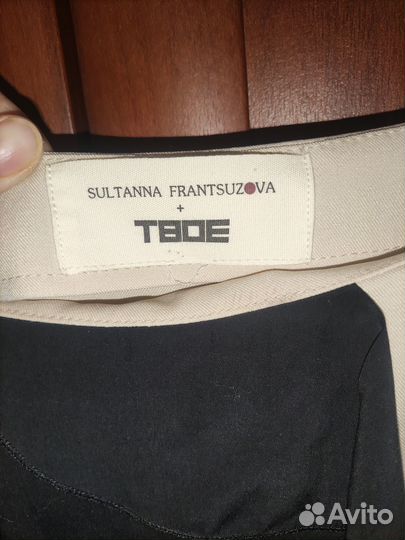 SULTANNA FRANTSUZOVA
+
ТВОЕ
Avito